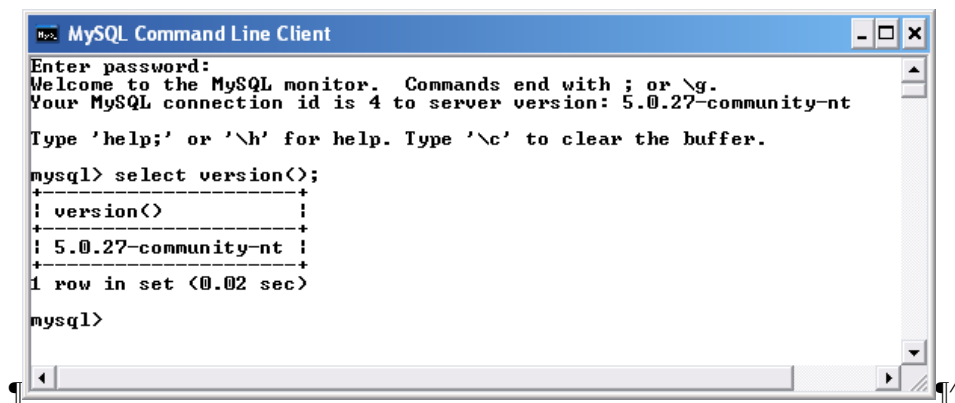 MySQL Command Line Client
Enter password:
Welcome to the MySQL monitor.  Commands end with ; or \g.
Your MySQL connection id is 4 to server version: 5.0.27-community-nt
Type 'help;' or '\h' for help. Type '\c' to clear the buffer.
mysql> select version();
+---------------------+
| version()           |
+---------------------+
| 5.0.27-community-nt |
+---------------------+
1 row in set (0.02 sec)
mysql>
¶ ¶^